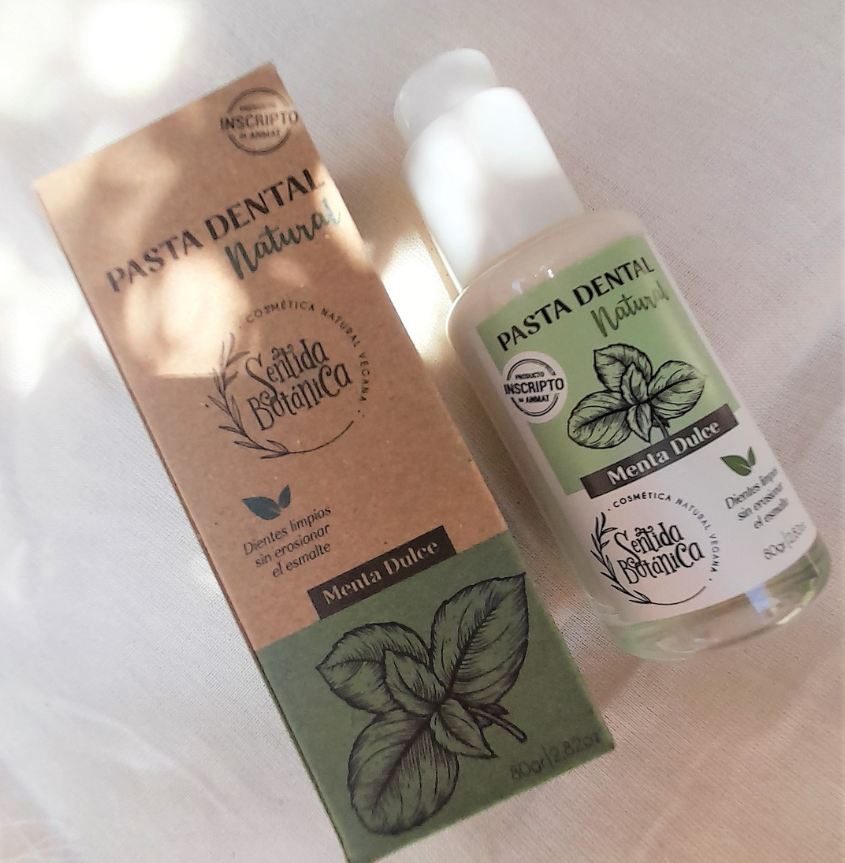 PRODUCTO
INSCRIPTO
EN ANMAT
PASTA DENTAL
Natural
COSMÉTICA NATURAL VEGANA
Sentida
BOTÁNICA
Dientes limpios
sin erosionar
el esmalte
Menta Dulce
80gr|2.82oz
PASTA DENTAL
Natural
PRODUCTO
INSCRIPTO
EN ANMAT
Menta Dulce
Dientes limpios
sin erosionar
el esmalte
COSMÉTICA NATURAL VEGANA
Sentida
BOTÁNICA
80gr|2.82oz